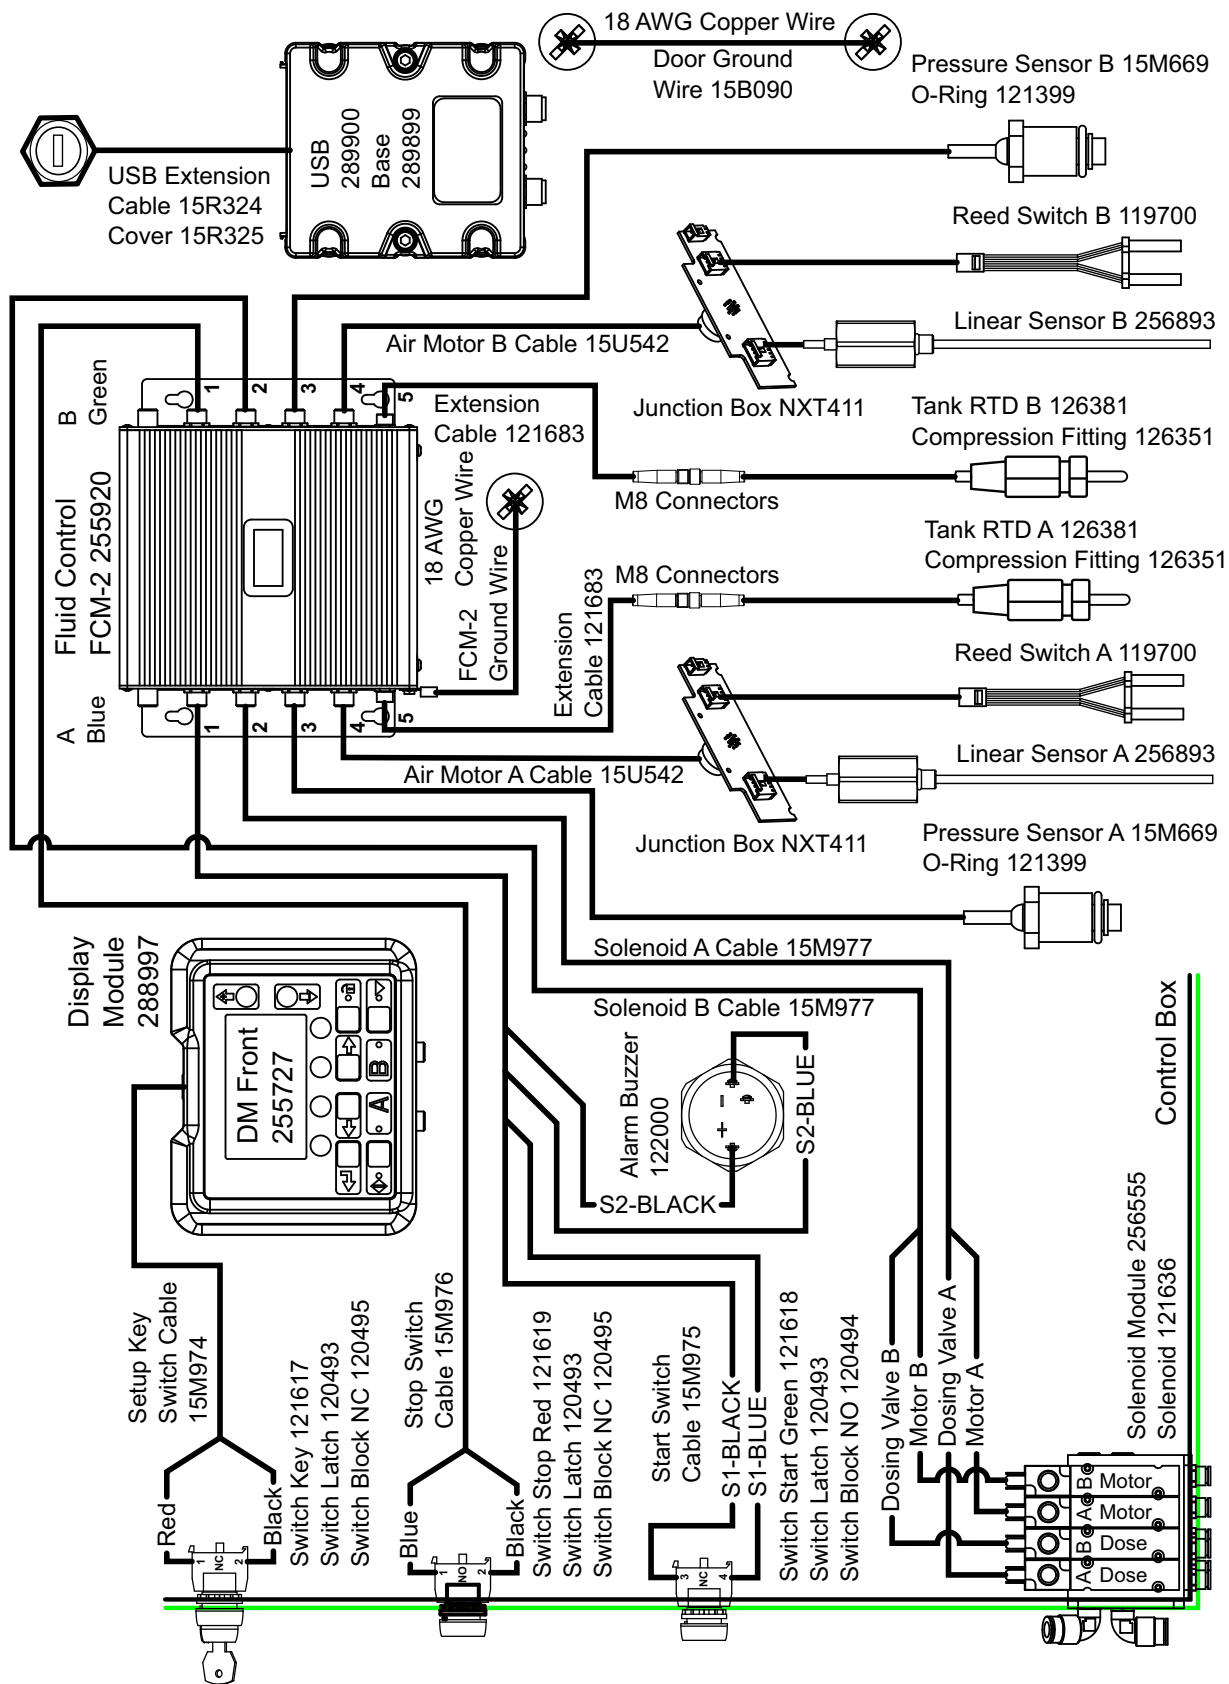 18 AWG Copper Wire
Door Ground
Wire 15B090
Pressure Sensor B 15M669
O-Ring 121399
USB
289900
Base
289899
USB Extension
Cable 15R324
Cover 15R325
Reed Switch B 119700
Linear Sensor B 256893
Air Motor B Cable 15U542
Junction Box NXT411
B
Green
1
2
3
4
5
Fluid Control
FCM-2 255920
Extension
Cable 121683
Tank RTD B 126381
Compression Fitting 126351
M8 Connectors
18 AWG
Copper Wire
FCM-2
Ground Wire
Tank RTD A 126381
Compression Fitting 126351
M8 Connectors
Extension
Cable 121683
A
Blue
1
2
3
4
5
Reed Switch A 119700
Linear Sensor A 256893
Air Motor A Cable 15U542
Junction Box NXT411
Pressure Sensor A 15M669
O-Ring 121399
Solenoid A Cable 15M977
Solenoid B Cable 15M977
Display
Module
288997
DM Front
255727
A
B
Alarm Buzzer
122000
+
-
S2-BLUE
S2-BLACK
Control Box
Setup Key
Switch Cable
15M974
Red
Black
1
NC
2
Switch Key 121617
Switch Latch 120493
Switch Block NC 120495
Stop Switch
Cable 15M976
Blue
Black
1
NO
2
Switch Stop Red 121619
Switch Latch 120493
Switch Block NC 120495
Start Switch
Cable 15M975
S1-BLACK
S1-BLUE
3
NC
4
Switch Start Green 121618
Switch Latch 120493
Switch Block NO 120494
Dosing Valve B
Motor B
Dosing Valve A
Motor A
Solenoid Module 256555
Solenoid 121636
B Motor
A Motor
B Dose
A Dose